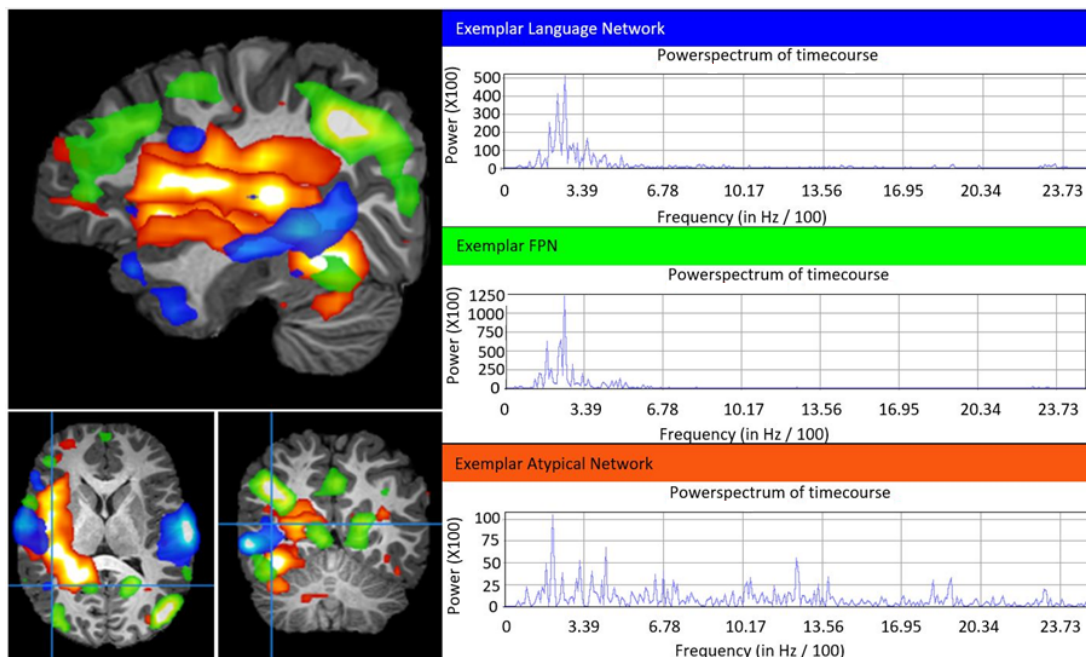 Exemplar Language Network
Powerspectrum of timecourse
Power (X100)
500
400
300
200
100
0
0 3.39 6.78 10.17 13.56 16.95 20.34 23.73
Frequency (in Hz / 100)
Exemplar FPN
Powerspectrum of timecourse
Power (X100)
1250
1000
750
500
250
0
0 3.39 6.78 10.17 13.56 16.95 20.34 23.73
Frequency (in Hz / 100)
Exemplar Atypical Network
Powerspectrum of timecourse
Power (X100)
100
75
50
25
0
0 3.39 6.78 10.17 13.56 16.95 20.34 23.73
Frequency (in Hz / 100)